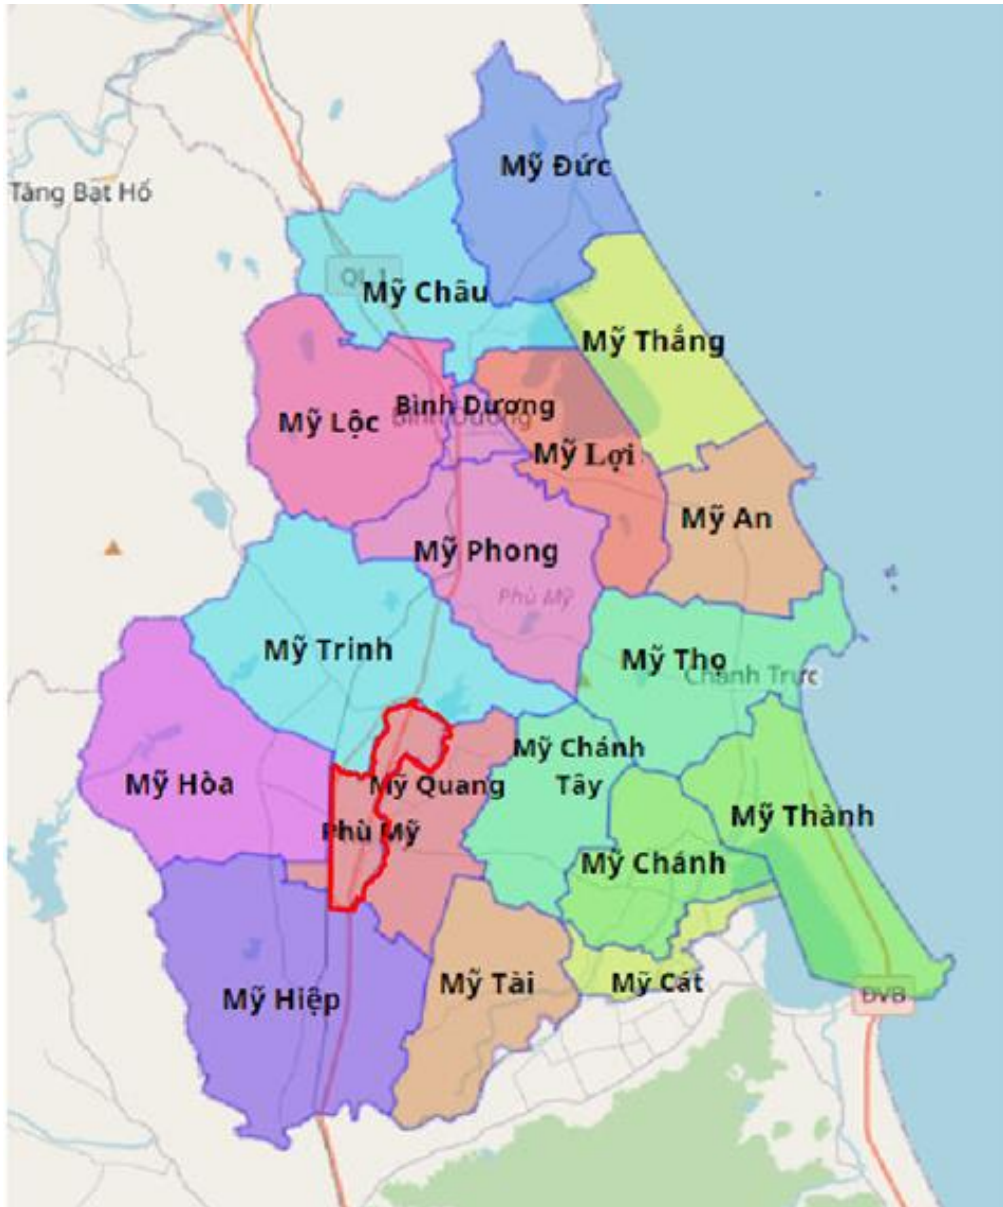 Mỹ Đức
Tăng Bạt Hổ
QL 1
Mỹ Châu
Mỹ Thắng
Bình Dương
Bình Dương
Mỹ Lộc
Mỹ Lợi
Mỹ An
Mỹ Phong
Phù Mỹ
Mỹ Trinh
Mỹ Thọ
Chánh Trực
Mỹ Chánh
Tây
Mỹ Hòa
Mỹ Quang
Mỹ Thành
Phù Mỹ
Mỹ Chánh
Mỹ Tài
Mỹ Cát
Mỹ Hiệp
ĐVB